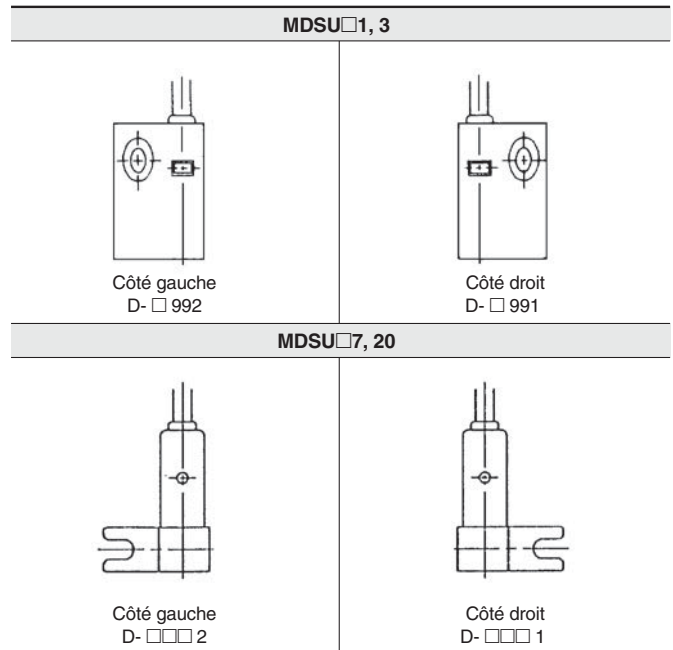 MDSU□1, 3
Côté gauche
D- □ 992
Côté droit
D- □ 991
MDSU□7, 20
Côté gauche
D- □□□ 2
Côté droit
D- □□□ 1